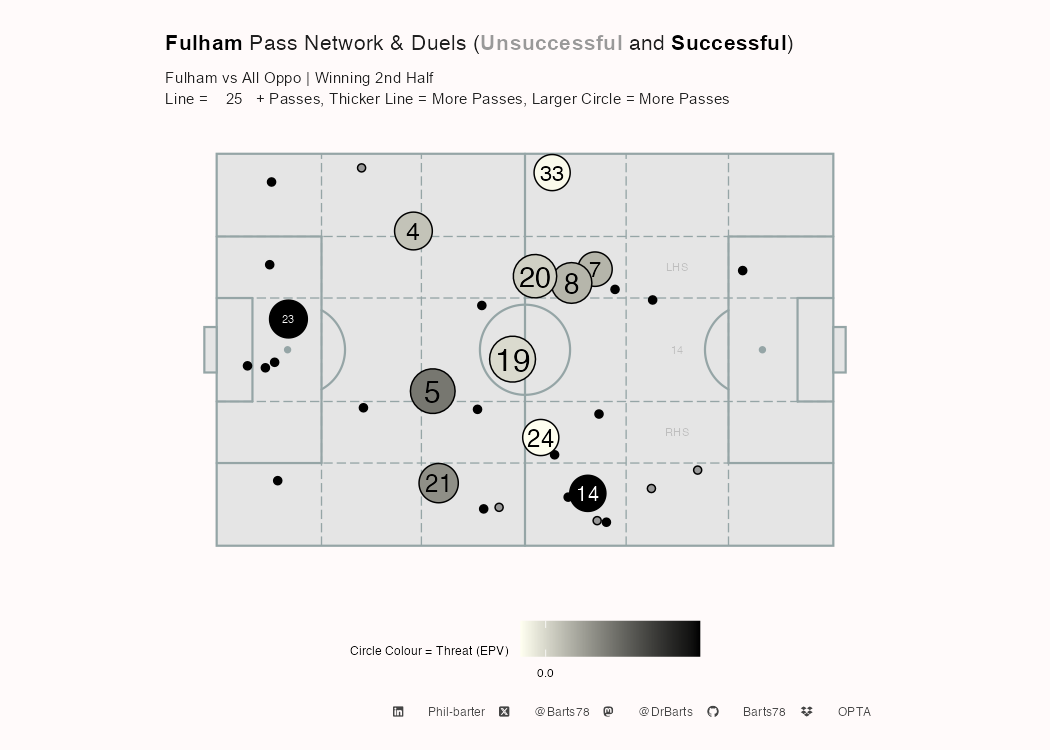 Fulham Pass Network & Duels (Unsuccessful and Successful)
Fulham vs All Oppo | Winning 2nd Half
Line = 25 + Passes, Thicker Line = More Passes, Larger Circle = More Passes
33
4
20 8 7
LHS
23
19
14
5
24
RHS
21
14
Circle Colour = Threat (EPV)
0.0
Phil-barter @Barts78 @DrBarts Barts78 OPTA